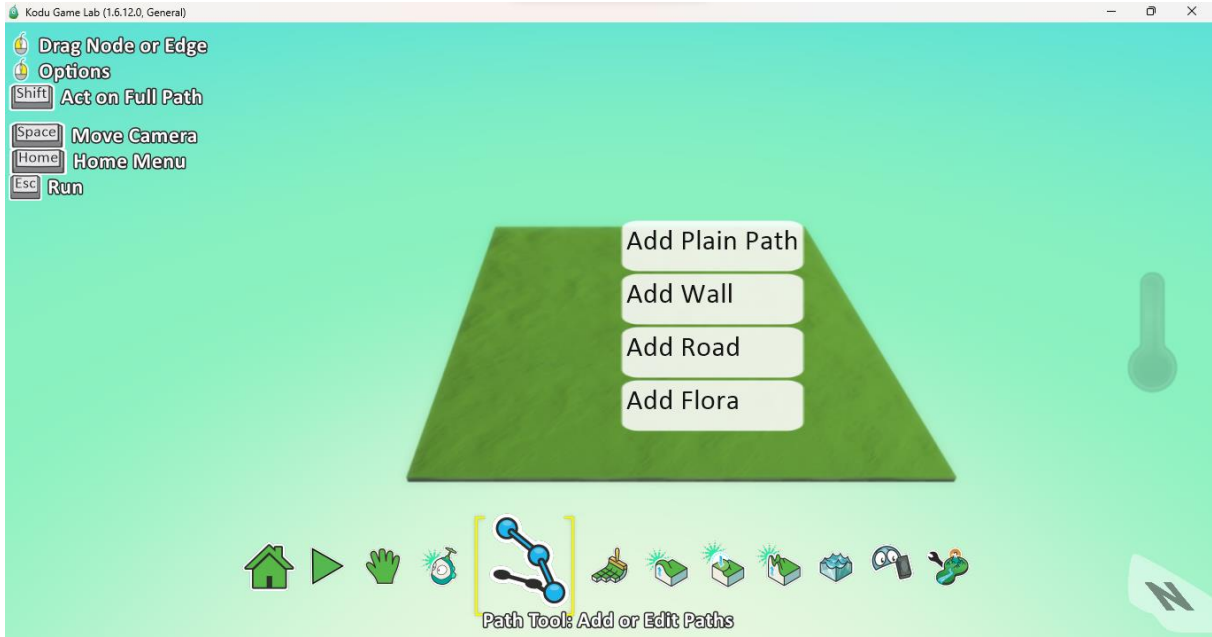 Kodu Game Lab (1.6.12.0, General)
Drag Node or Edge
Options
Shift Act on Full Path
Space Move Camera
Home Home Menu
Esc Run
Add Plain Path
Add Wall
Add Road
Add Flora
Path Tool: Add or Edit Paths
N